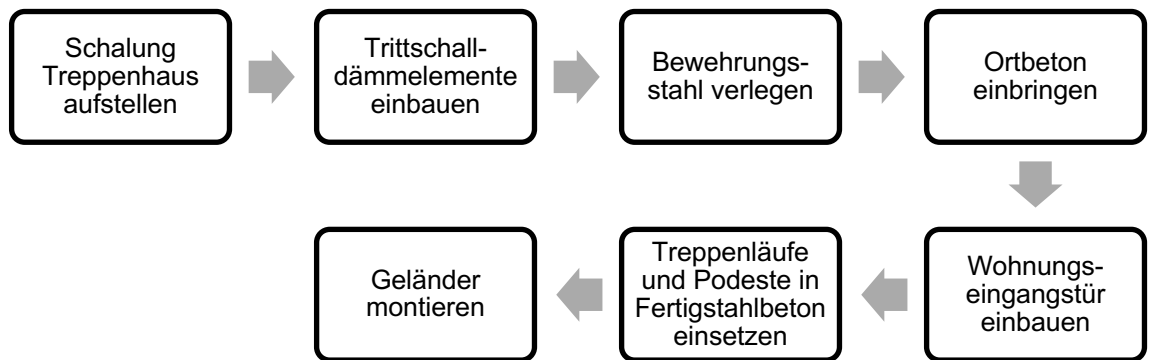 Schalung
Treppenhaus
aufstellen
Trittschall-
dämmelemente
einbauen
Bewehrungs-
stahl verlegen
Ortbeton
einbringen
Wohnungs-
eingangstür
einbauen
Treppenläufe
und Podeste in
Fertigstahlbeton
einsetzen
Geländer
montieren